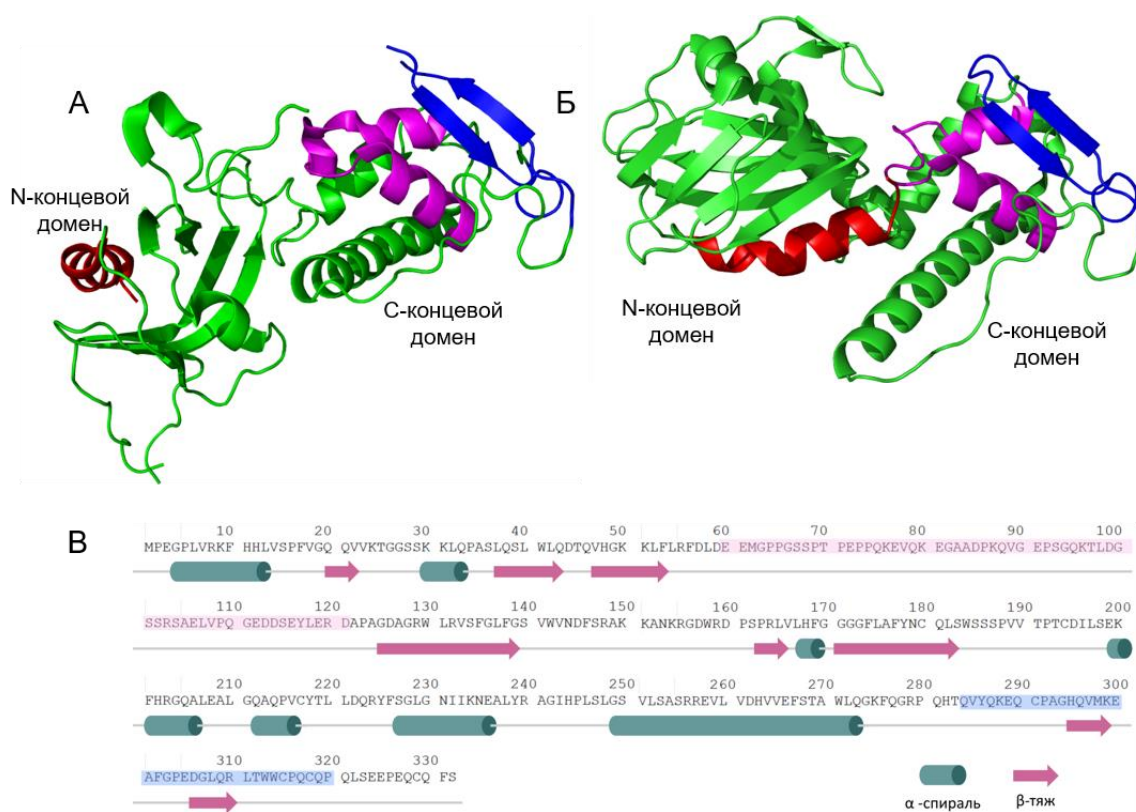 А
Б
N-концевой
домен
С-концевой
домен
N-концевой
домен
С-концевой
домен
В
10 20 30 40 50 60 70 80 90 100
MPEGPLVRKF HHLVSPFVGQ QVVKTGGSSK KLQPASLQSL WLQDTQVHGK KLFLRFDLDE EMGPPGSSPT PEPPQKEVQK EGAADPKQVG EPSGQKTLDG
110 120 130 140 150 160 170 180 190 200
SSRSAELVPQ GEDDSEYLER DAPAGDAGRW LRVSFGLFGS VWVNDFSRAK KANKRGDWRD PSPRLVLHFG GGGFLAFYNC QLSWSSSPVV TPTCDILSEK
210 220 230 240 250 260 270 280 290 300
FHRGQALEAL GQAQPVCYTL LDQRYFSGLG NIIKNEALYR AGIHPLSLGS VLSASRREVL VDHVVEFSTA WLQGKFQGRP QHTQVYQKEQ CPAGHQVMKE
310 320 330
AFGPEDGLQR LTWWCPQCQP QLSEEPEQCQ FS
α -спираль
β-тяж